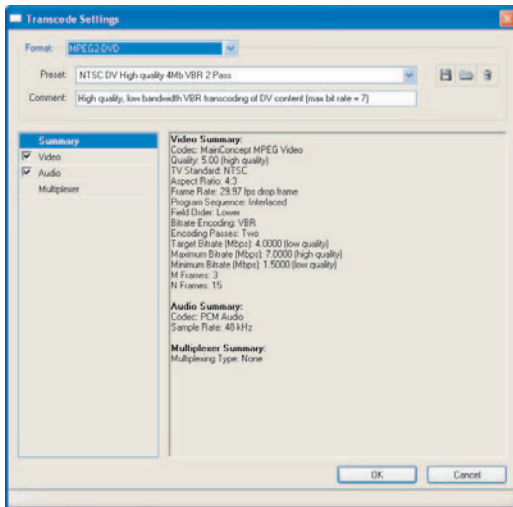 Transcode Settings
Format: MPEG2-DVD
Preset: NTSC DV High quality 4Mb VBR 2 Pass
Comment: High quality, low bandwidth VBR transcoding of DV content (max bit rate = 7)
Summary
Video
Audio
Multiplexer
Video Summary:
Codec: MainConcept MPEG Video
Quality: 5.00 (high quality)
TV Standard: NTSC
Aspect Ratio: 4:3
Frame Rate: 29.97 fps drop frame
Program Sequence: Interlaced
Field Order: Lower
Bitrate Encoding: VBR
Encoding Passes: Two
Target Bitrate (Mbps): 4.0000 (low quality)
Maximum Bitrate (Mbps): 7.0000 (high quality)
Minimum Bitrate (Mbps): 1.5000 (low quality)
M Frames: 3
N Frames: 15
Audio Summary:
Codec: PCM Audio
Sample Rate: 48 kHz
Multiplexer Summary:
Multiplexing Type: None
OK
Cancel